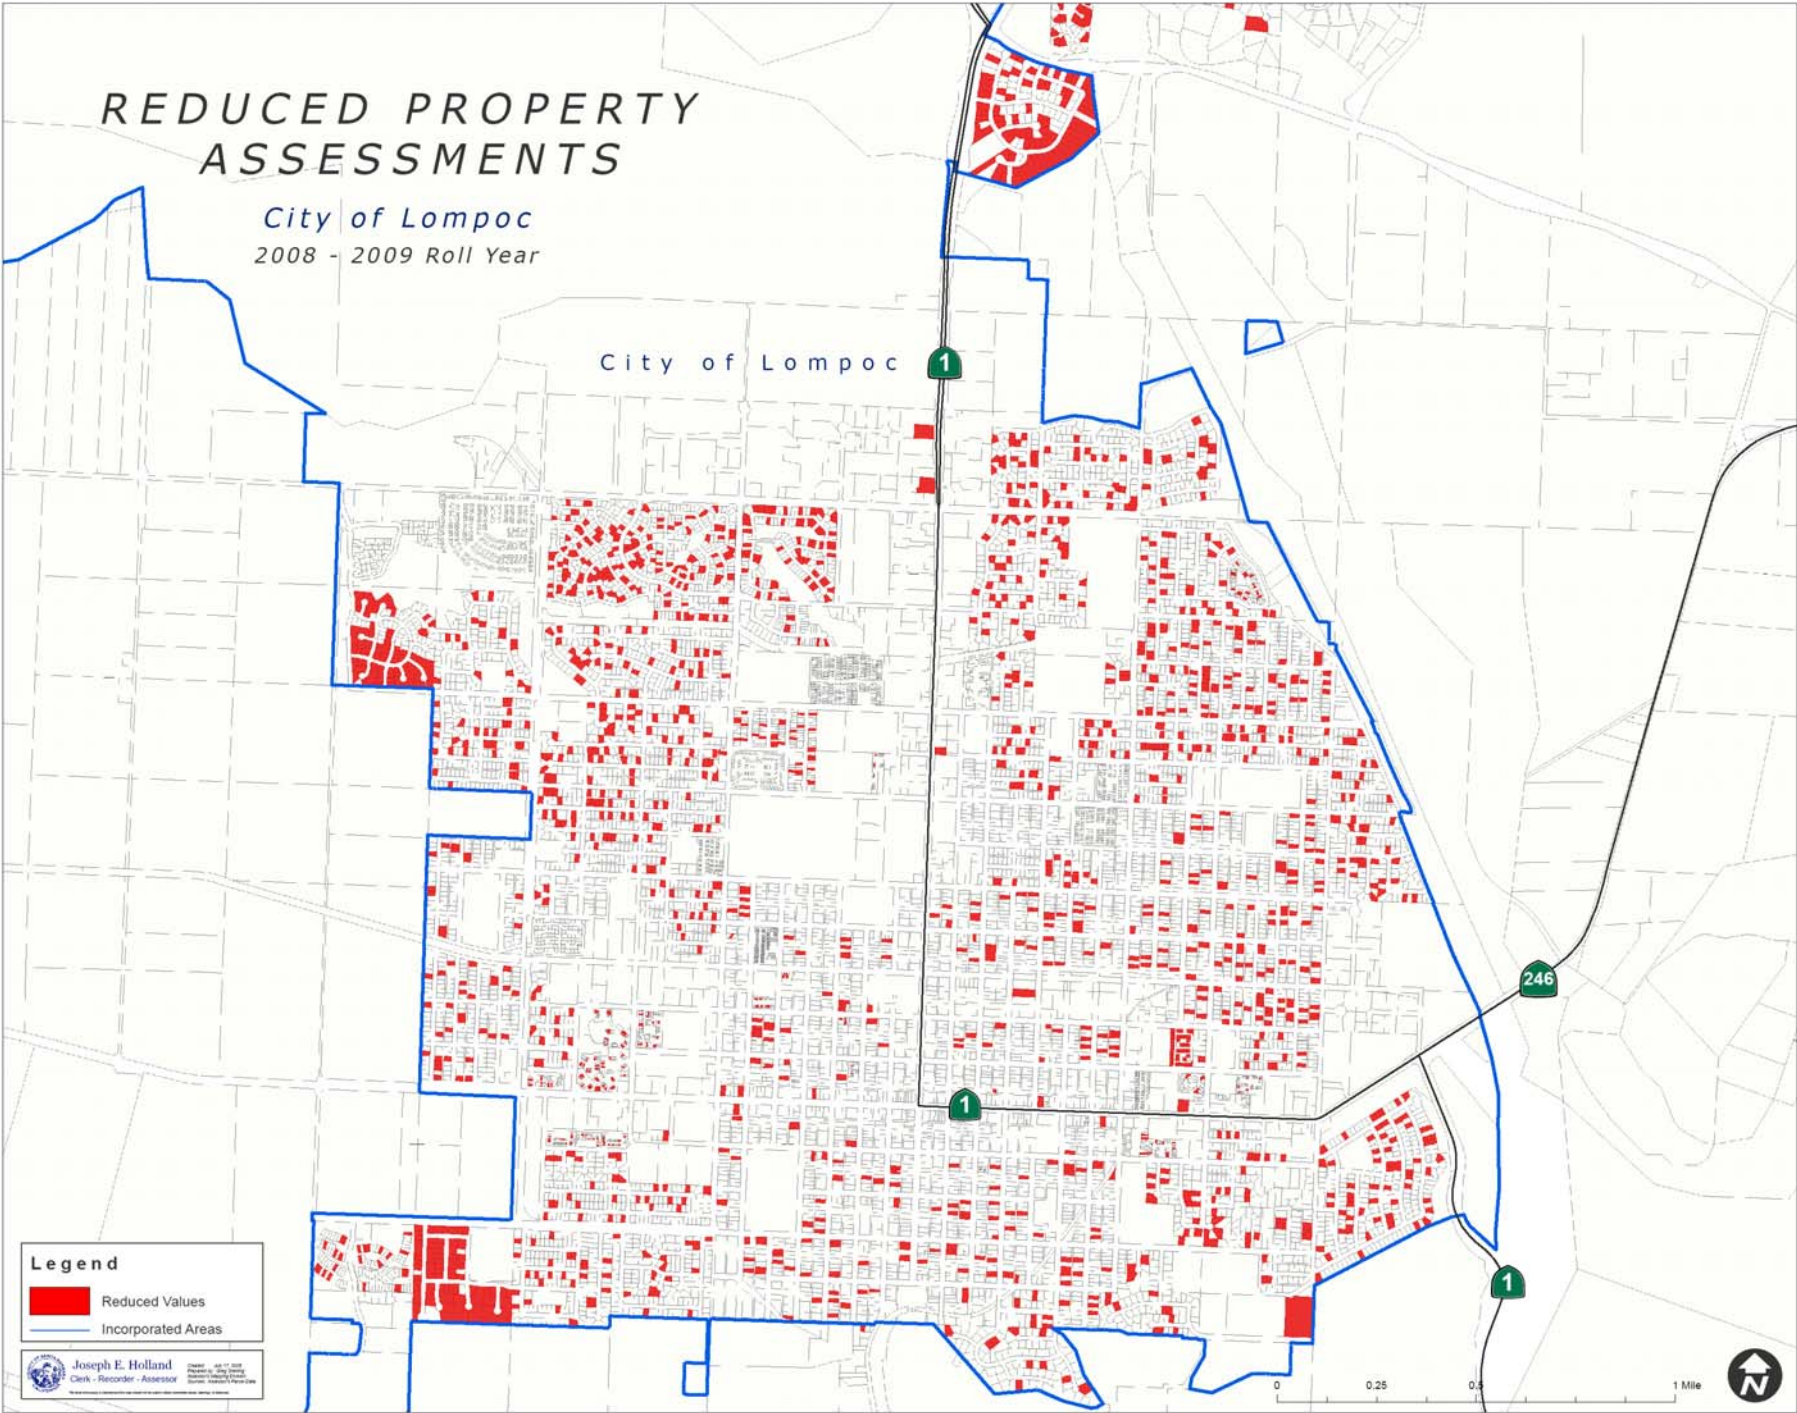 REDUCED PROPERTY
ASSESSMENTS
City of Lompoc
2008 - 2009 Roll Year
City of Lompoc
1
246
1
1
Legend
Reduced Values
Incorporated Areas
Joseph E. Holland
Clerk - Recorder - Assessor
0 0.25 0.5 1 Mile
N